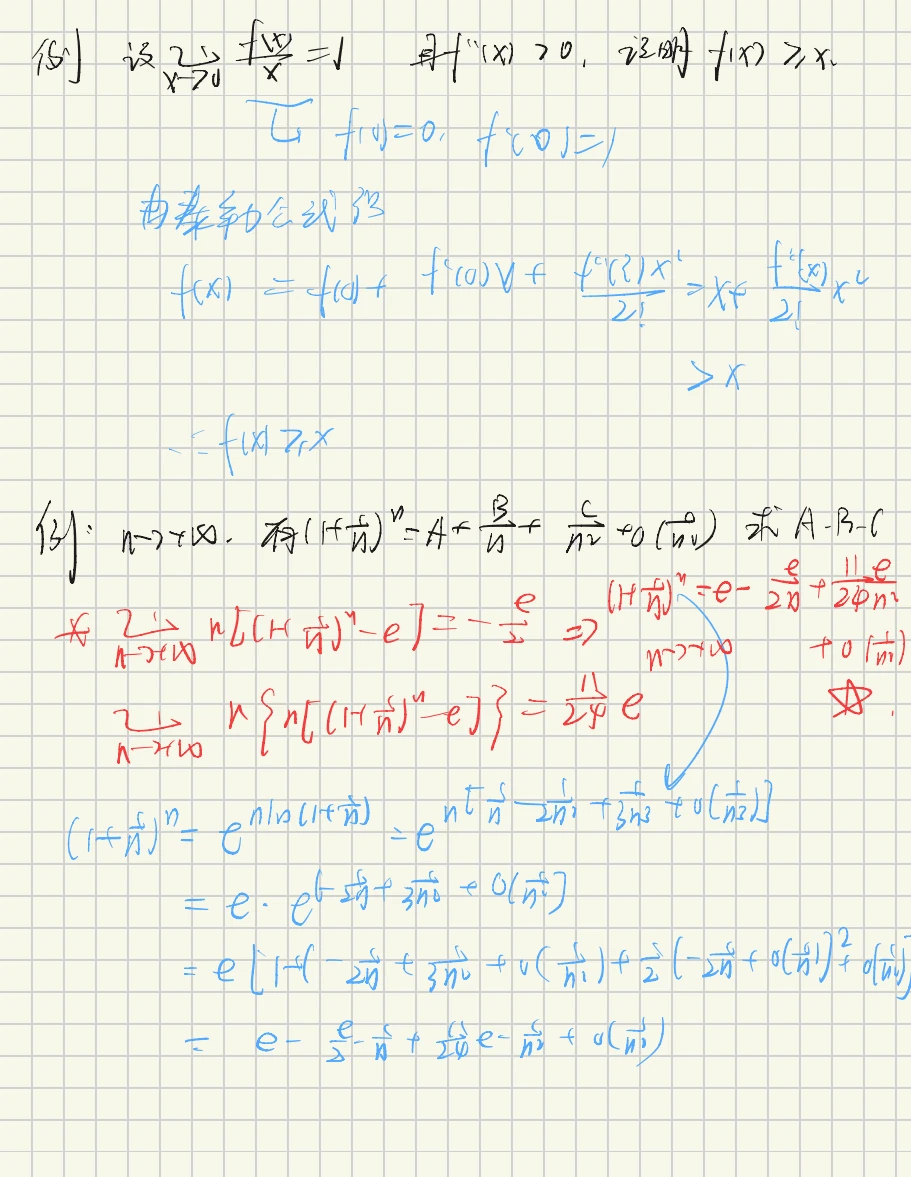 例 设 lim_{x→0} f(x)/x = 1 且 f''(x) > 0, 证明 f(x) ≥ x.
f(0)=0, f'(0)=1
由泰勒公式得
f(x) = f(0) + f'(0)x + f''(ξ)x²/2! = x + f''(ξ)/2! x²
> x
∴ f(x) ≥ x
例: n→+∞. 有 (1+1/n)^n = A + B/n + C/n² + o(1/n²) 求 A·B·C
* lim_{n→+∞} n[(1+1/n)^n - e] = -e/2 ⇒ (1+1/n)^n = e - e/2n + 11e/24n²
n→+∞ + o(1/n²)
lim_{n→+∞} n{n[(1+1/n)^n - e]} = 11/24 e ☆.
(1+1/n)^n = e^{n ln(1+1/n)} = e^{n[1/n - 1/2n² + 1/3n³ + o(1/n³)]}
= e · e^{[-1/2n + 1/3n² + o(1/n²)]}
= e[1+(-1/2n + 1/3n² + o(1/n²)) + 1/2(-1/2n + o(1/n))² + o(1/n²)]
= e - e/2 · 1/n + 11/24 e · 1/n² + o(1/n²)